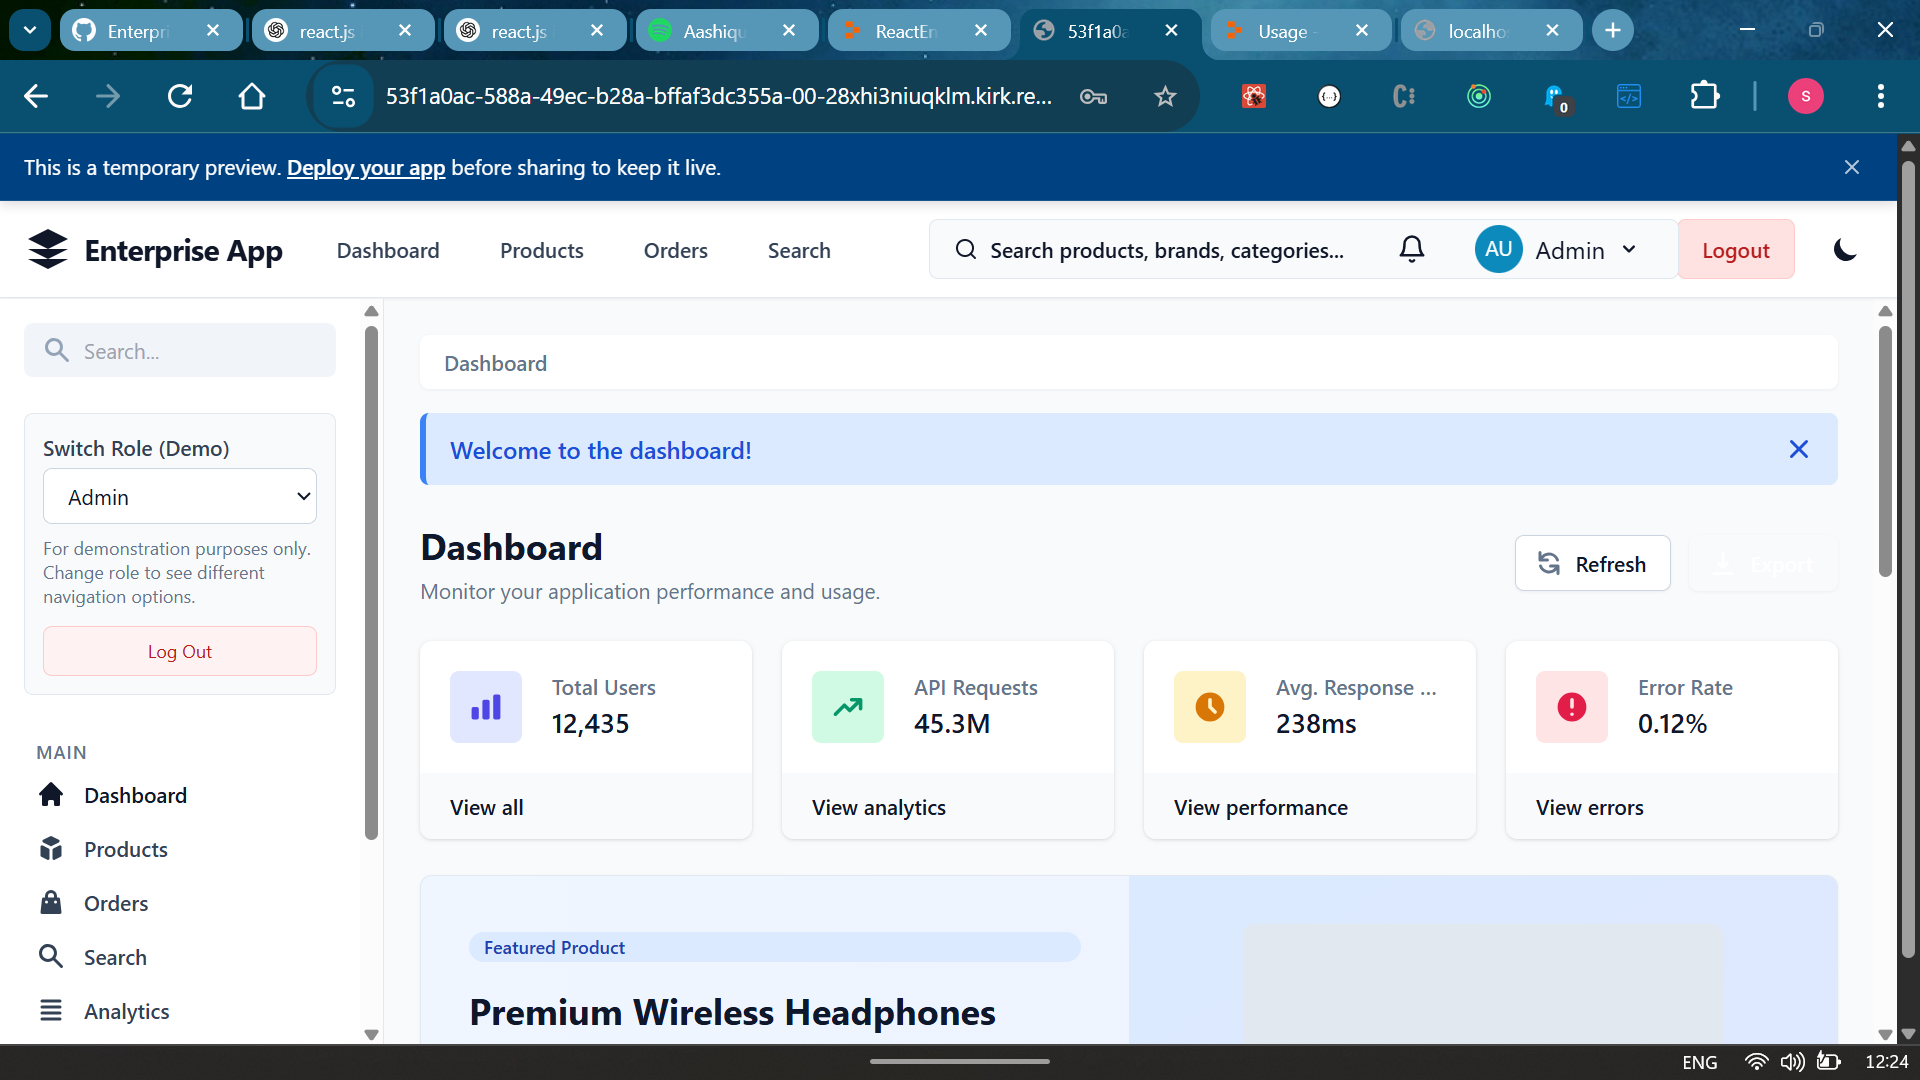 Enterpri
react.js
react.js
Aashiqu
ReactEn
53f1a0a
Usage -
localho
53f1a0ac-588a-49ec-b28a-bffaf3dc355a-00-28xhi3niuqklm.kirk.re...
0
S
This is a temporary preview. Deploy your app before sharing to keep it live.
Enterprise App
Dashboard
Products
Orders
Search
Search products, brands, categories...
AU
Admin
Logout
Search...
Switch Role (Demo)
Admin
For demonstration purposes only.
Change role to see different
navigation options.
Log Out
MAIN
Dashboard
Products
Orders
Search
Analytics
Dashboard
Welcome to the dashboard!
Dashboard
Monitor your application performance and usage.
Refresh
Export
Total Users
12,435
View all
API Requests
45.3M
View analytics
Avg. Response ...
238ms
View performance
Error Rate
0.12%
View errors
Featured Product
Premium Wireless Headphones
ENG
12:24